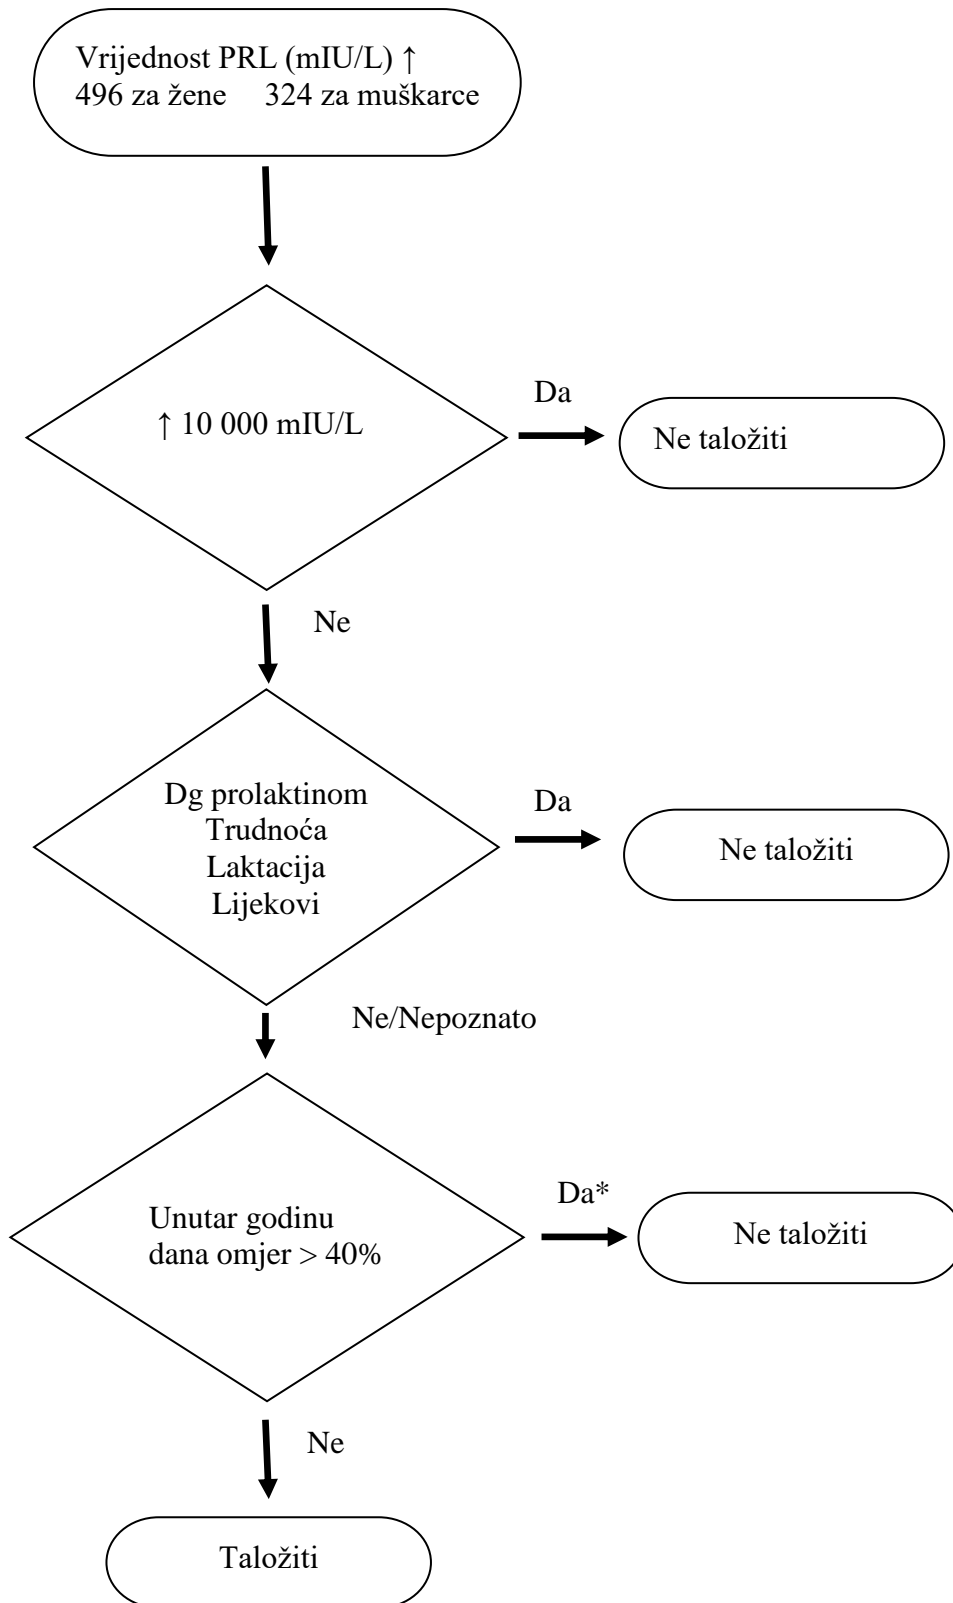 Vrijednost PRL (mIU/L) ↑
496 za žene 324 za muškarce
↑ 10 000 mIU/L
Da
Ne taložiti
Ne
Dg prolaktinom
Trudnoća
Laktacija
Lijekovi
Da
Ne taložiti
Ne/Nepoznato
Unutar godinu
dana omjer > 40%
Da*
Ne taložiti
Ne
Taložiti